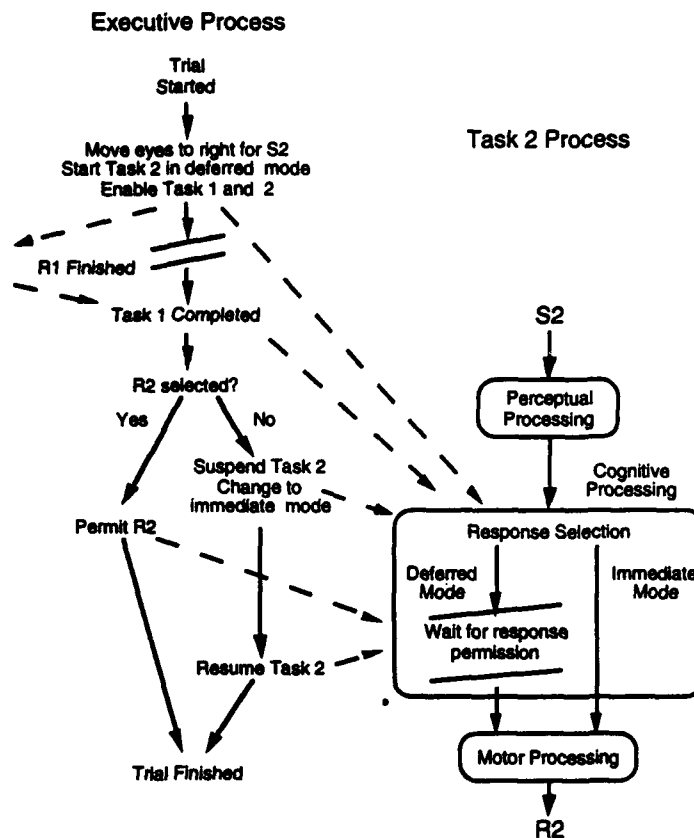 Executive Process
Trial
Started
Move eyes to right for S2
Start Task 2 in deferred mode
Enable Task 1 and 2
R1 Finished
Task 1 Completed
R2 selected?
Yes
No
Suspend Task 2
Change to
immediate mode
Permit R2
Resume Task 2
Trial Finished
Task 2 Process
S2
Perceptual
Processing
Cognitive
Processing
Response Selection
Deferred
Mode
Immediate
Mode
Wait for response
permission
Motor Processing
R2